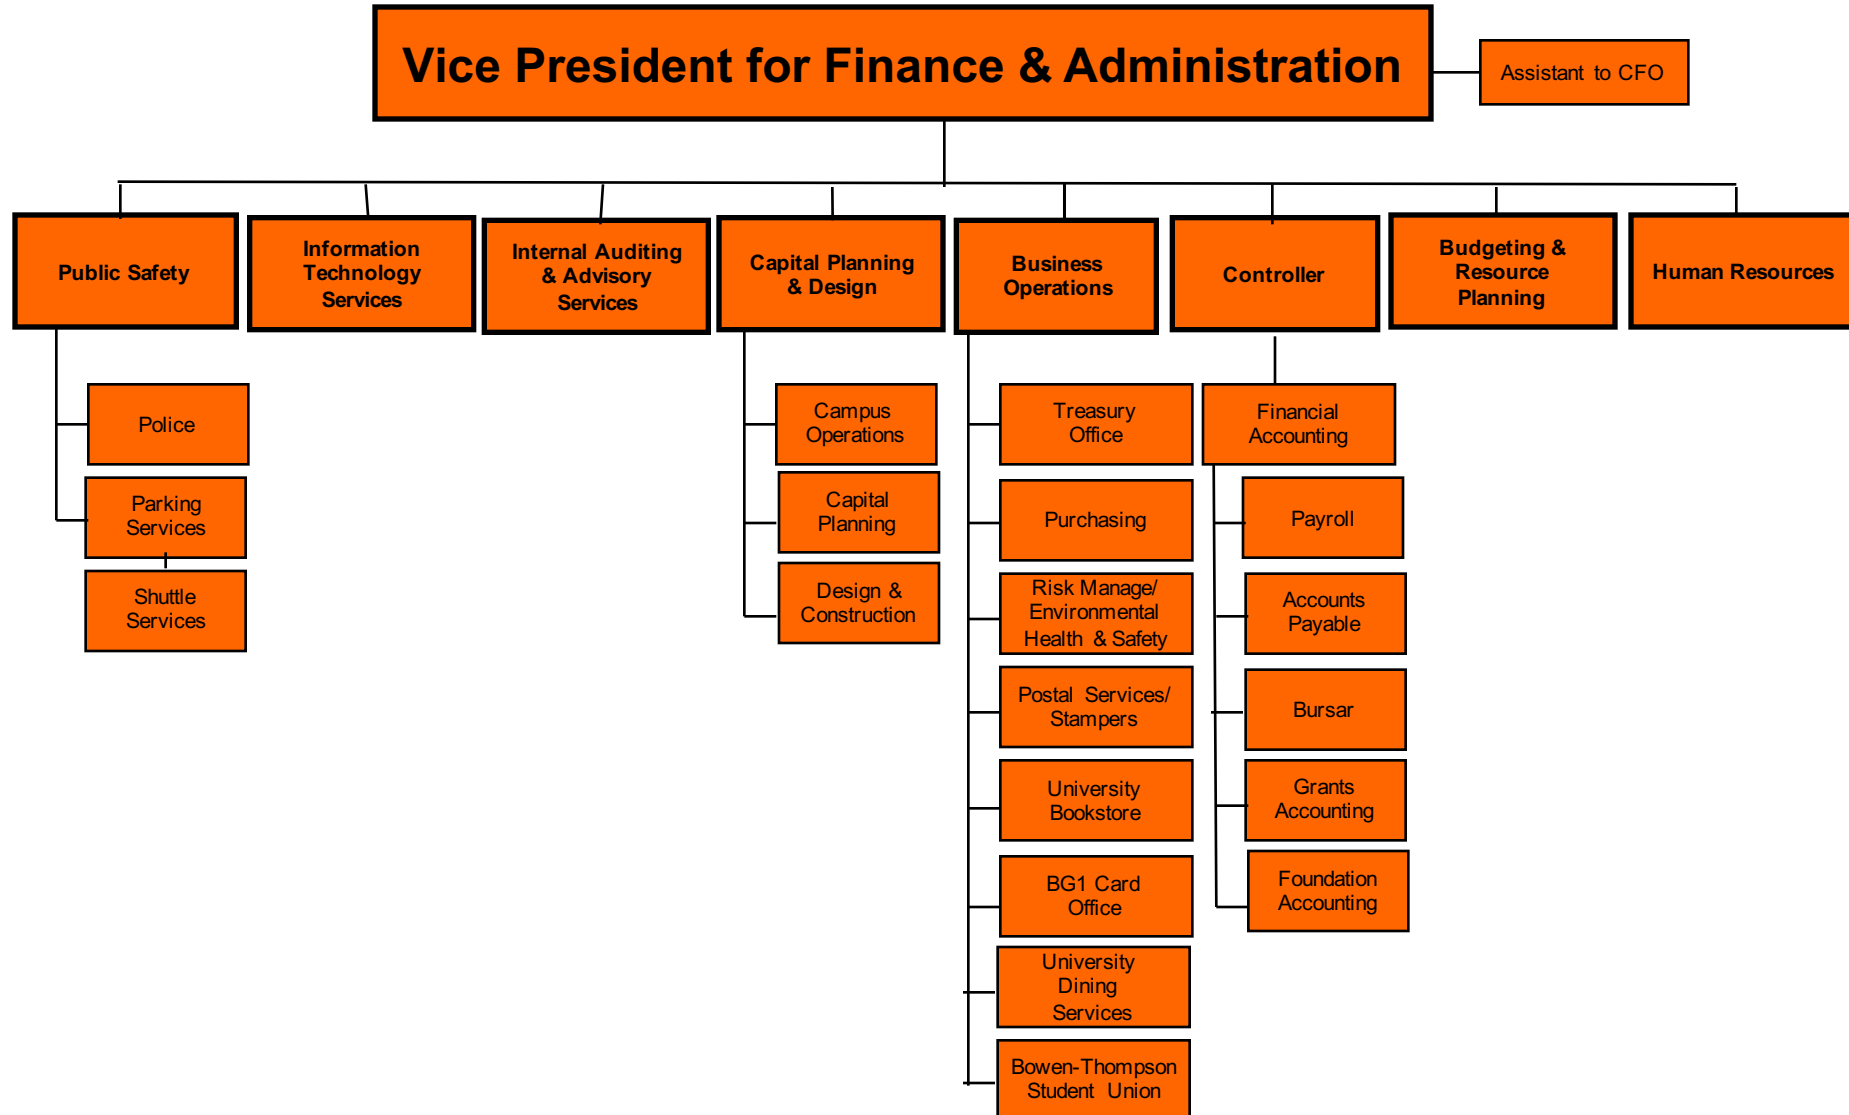 Vice President for Finance & Administration
Assistant to CFO
Public Safety
Information
Technology
Services
Internal Auditing
& Advisory
Services
Capital Planning
& Design
Business
Operations
Controller
Budgeting &
Resource
Planning
Human Resources
Police
Parking
Services
Shuttle
Services
Campus
Operations
Capital
Planning
Design &
Construction
Treasury
Office
Purchasing
Risk Manage/
Environmental
Health & Safety
Postal Services/
Stampers
University
Bookstore
BG1 Card
Office
University
Dining
Services
Bowen-Thompson
Student Union
Financial
Accounting
Payroll
Accounts
Payable
Bursar
Grants
Accounting
Foundation
Accounting